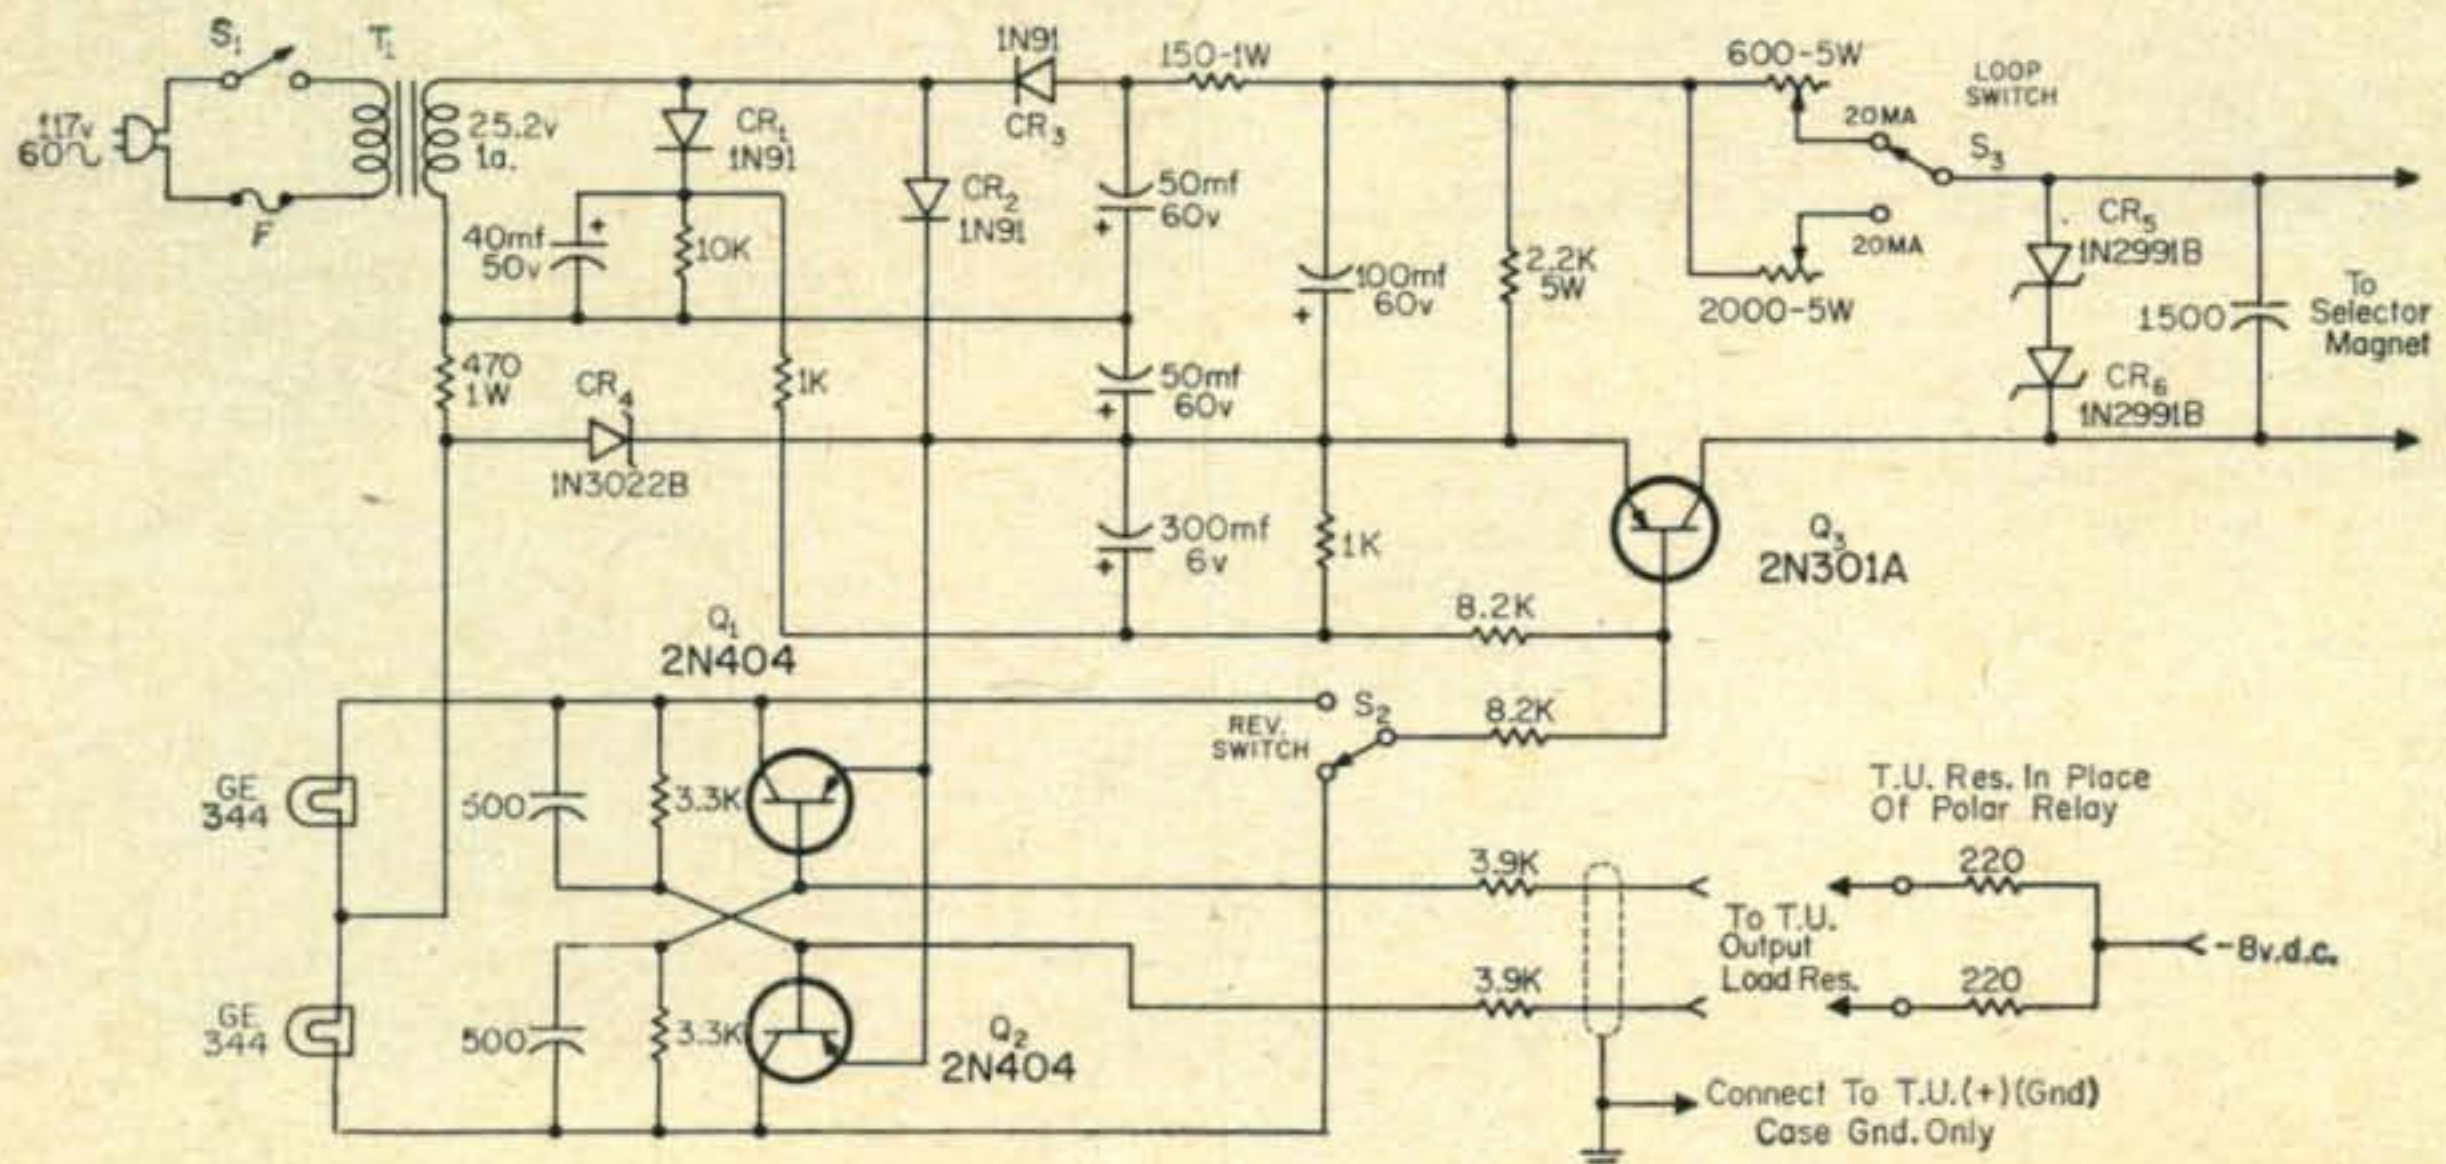 S1
T1
117v
60~
F
25.2v
1a.
CR1
1N91
40mf
50v
10K
CR2
1N91
1N91
CR3
150-1W
50mf
60v
100mf
60v
2.2K
5W
600-5W
LOOP
SWITCH
20MA
S3
20MA
2000-5W
CR5
1N2991B
1500
To
Selector
Magnet
CR6
1N2991B
470
1W
CR4
1N3022B
1K
50mf
60v
300mf
6v
1K
Q3
2N301A
8.2K
Q1
2N404
REV.
SWITCH
S2
8.2K
GE
344
500
3.3K
T.U. Res. In Place
Of Polar Relay
3.9K
220
To T.U.
Output
Load Res.
-8v.d.c.
GE
344
500
3.3K
Q2
2N404
3.9K
220
Connect To T.U.(+)(Gnd)
Case Gnd. Only